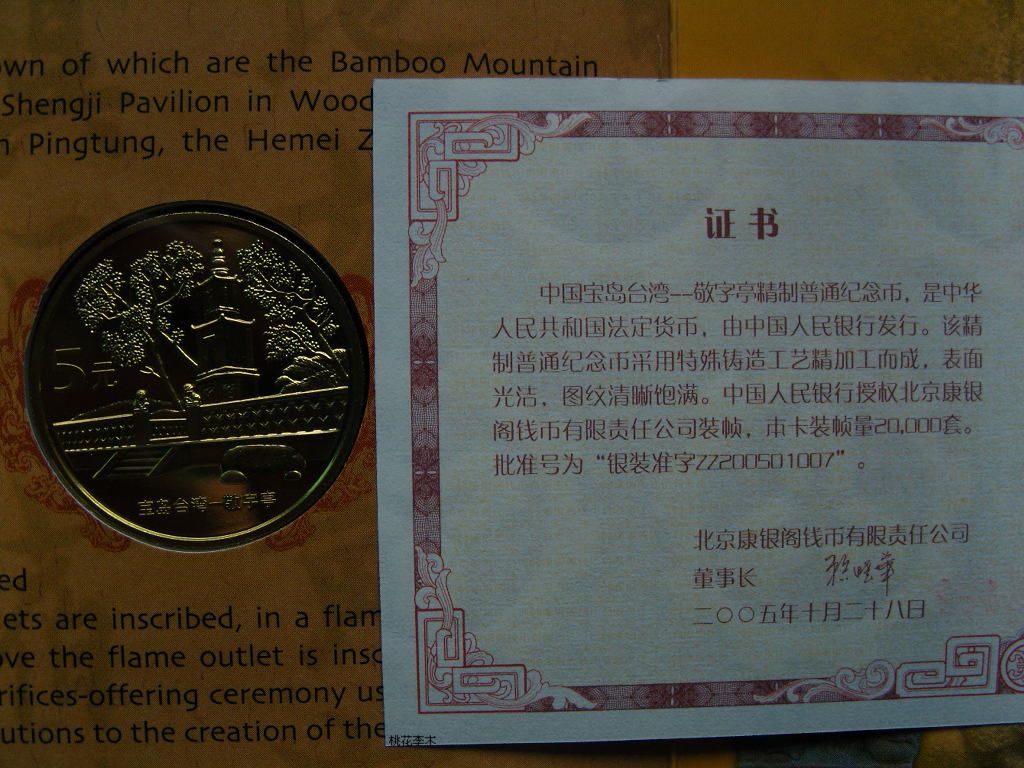 own of which are the Bamboo Mountain
Shengji Pavilion in Wood
n Pingtung, the Hemei Z
5元
宝岛台湾—敬字亭
ed
ets are inscribed, in a flam
ove the flame outlet is insc
rifices-offering ceremony us
utions to the creation of the
证书
中国宝岛台湾--敬字亭精制普通纪念币，是中华
人民共和国法定货币，由中国人民银行发行。该精
制普通纪念币采用特殊铸造工艺精加工而成，表面
光洁，图纹清晰饱满。中国人民银行授权北京康银
阁钱币有限责任公司装帧，本卡装帧量20,000套。
批准号为“银装准字ZZ200501007”。
北京康银阁钱币有限责任公司
董事长
二〇〇五年十月二十八日
桃花李木